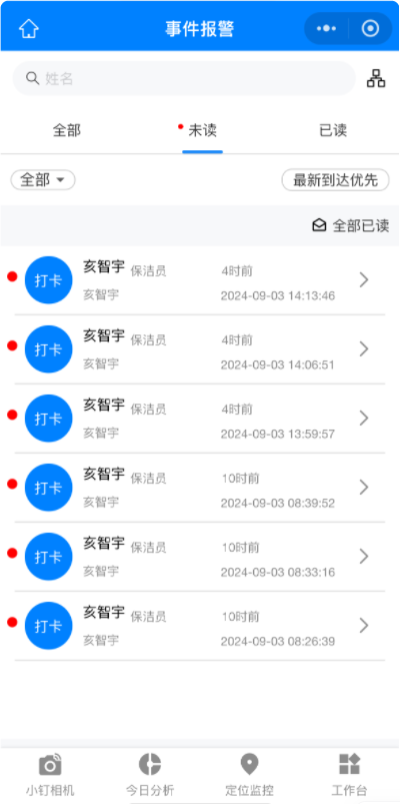 事件报警
姓名
全部 未读 已读
全部 最新到达优先
全部已读
打卡 亥智宇 保洁员 4时前
亥智宇 2024-09-03 14:13:46
打卡 亥智宇 保洁员 4时前
亥智宇 2024-09-03 14:06:51
打卡 亥智宇 保洁员 4时前
亥智宇 2024-09-03 13:59:57
打卡 亥智宇 保洁员 10时前
亥智宇 2024-09-03 08:39:52
打卡 亥智宇 保洁员 10时前
亥智宇 2024-09-03 08:33:16
打卡 亥智宇 保洁员 10时前
亥智宇 2024-09-03 08:26:39
小钉相机 今日分析 定位监控 工作台